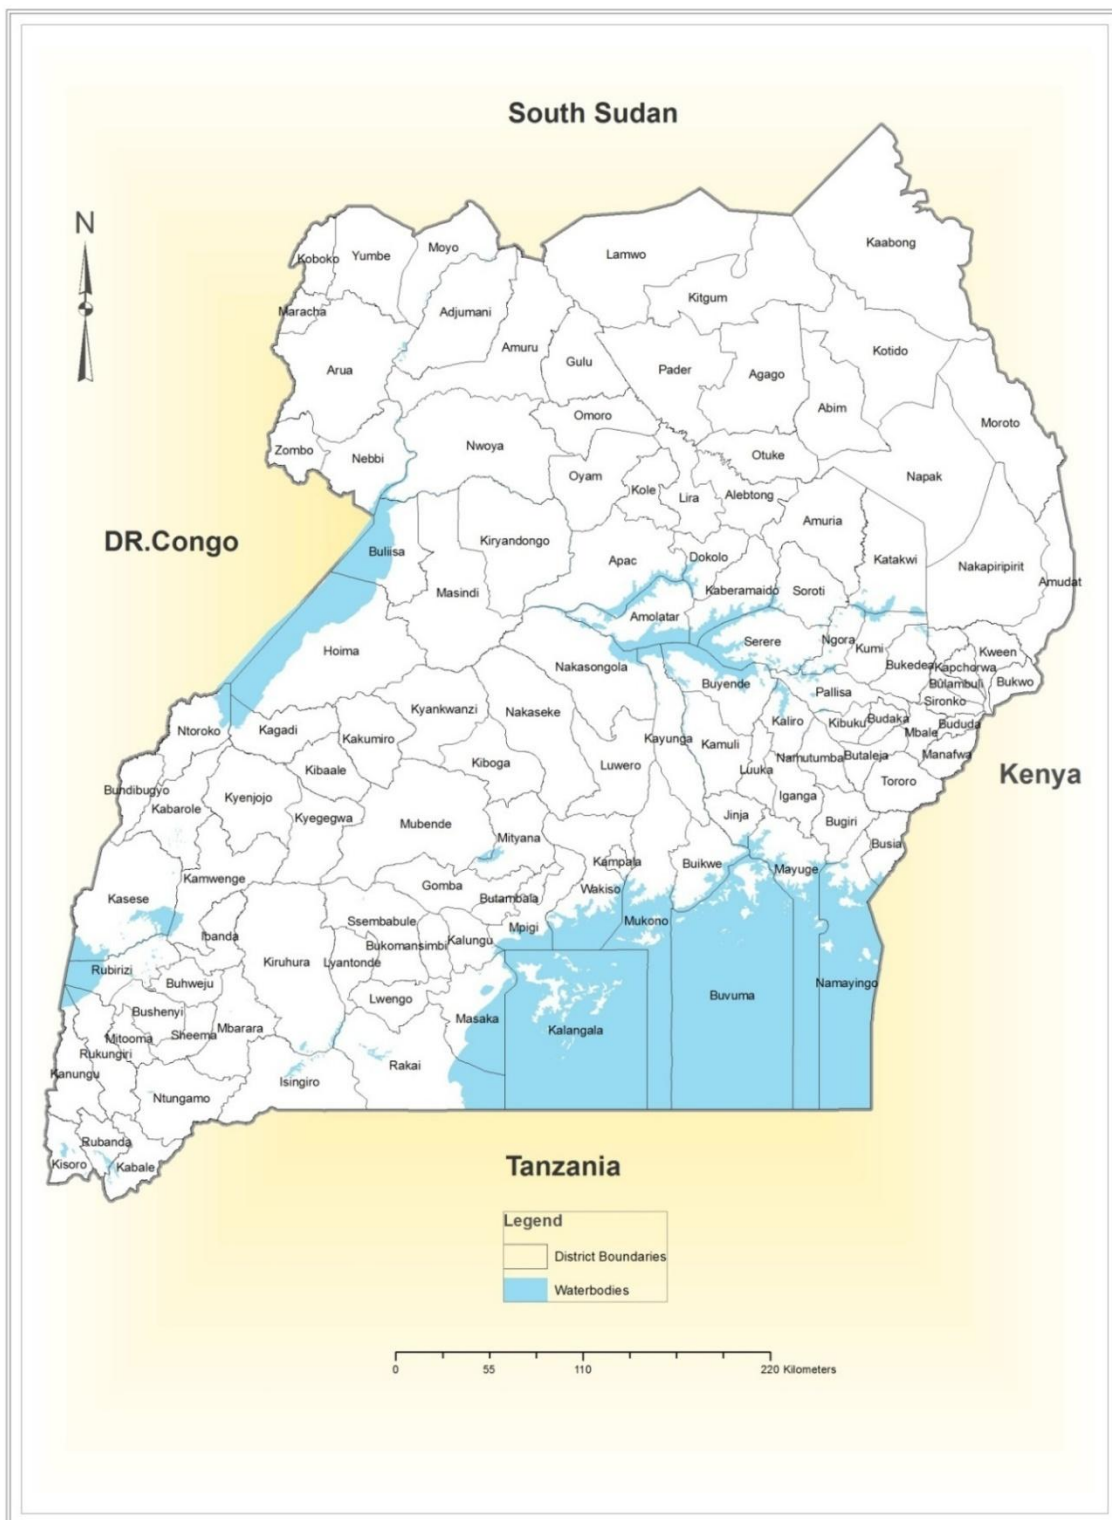 South Sudan
N
Kaabong
Koboko
Yumbe
Moyo
Lamwo
Kitgum
Maracha
Adjumani
Amuru
Gulu
Kotido
Arua
Pader
Agago
Abim
Omoro
Moroto
Zombo
Nebbi
Nwoya
Otuke
Napak
Oyam
Kole
Lira
Alebtong
Amuria
DR.Congo
Buliisa
Kiryandongo
Apac
Dokolo
Katakwi
Nakapiripirit
Amudat
Masindi
Kaberamaido
Soroti
Amolatar
Hoima
Serere
Ngora
Kumi
Kween
Nakasongola
Bukedea
Kapchorwa
Bulambuli
Bukwo
Buyende
Pallisa
Sironko
Kyankwanzi
Nakaseke
Kaliro
Kibuku
Budaka
Bududa
Mbale
Ntoroko
Kagadi
Kakumiro
Kayunga
Kamuli
Namutumba
Butaleja
Manafwa
Kibaale
Kiboga
Luwero
Luuka
Kenya
Tororo
Bundibugyo
Kabarole
Kyenjojo
Kyegegwa
Mubende
Iganga
Jinja
Bugiri
Mityana
Busia
Kampala
Buikwe
Mayuge
Kamwenge
Gomba
Wakiso
Kasese
Butambala
Ssembabule
Mpigi
Mukono
Ibanda
Bukomansimbi
Kalungu
Kiruhura
Lyantonde
Rubirizi
Buhweju
Lwengo
Buvuma
Namayingo
Bushenyi
Masaka
Kalangala
Mitooma
Sheema
Mbarara
Rukungiri
Kanungu
Rakai
Isingiro
Ntungamo
Rubanda
Kisoro
Kabale
Tanzania
Legend
District Boundaries
Waterbodies
0 55 110 220 Kilometers